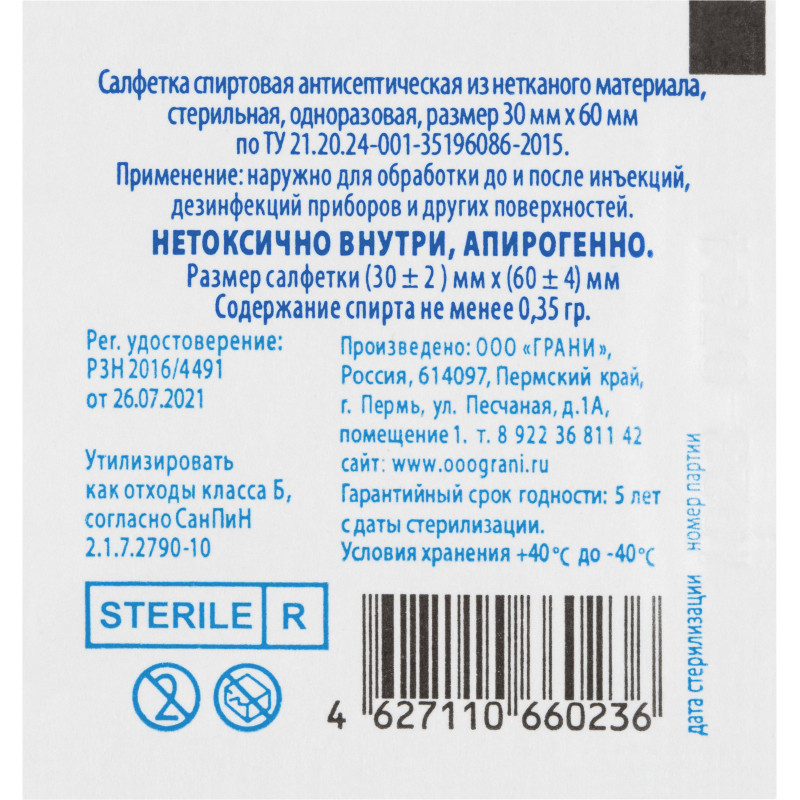 Салфетка спиртовая антисептическая из нетканого материала,
стерильная, одноразовая, размер 30 мм х 60 мм
по ТУ 21.20.24-001-35196086-2015.
Применение: наружно для обработки до и после инъекций,
дезинфекций приборов и других поверхностей.
НЕТОКСИЧНО ВНУТРИ, АПИРОГЕННО.
Размер салфетки (30 ± 2 ) мм х (60 ± 4) мм
Содержание спирта не менее 0,35 гр.
Рег. удостоверение:
РЗН 2016/4491
от 26.07.2021
Утилизировать
как отходы класса Б,
согласно СанПиН
2.1.7.2790-10
Произведено: ООО «ГРАНИ»,
Россия, 614097, Пермский край,
г. Пермь, ул. Песчаная, д.1А,
помещение 1. т. 8 922 36 811 42
сайт: www.ooograni.ru
Гарантийный срок годности: 5 лет
с даты стерилизации.
Условия хранения +40°С до -40°С
STERILE R
2
4 627110 660236
дата стерилизации номер партии